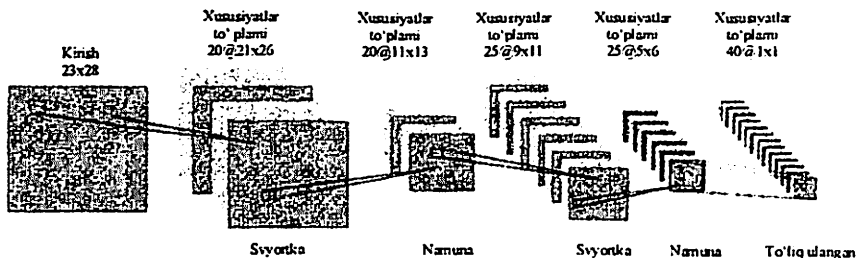 Kirish
23x28
Xususiyatlar
to'plami
20@21x26
Xususiyatlar
to'plami
20@11x13
Xususiyatlar
to'plami
25@9x11
Xususiyatlar
to'plami
25@5x6
Xususiyatlar
to'plami
40@1x1
Svyortka
Namuna
Svyortka
Namuna
To'liq ulangan